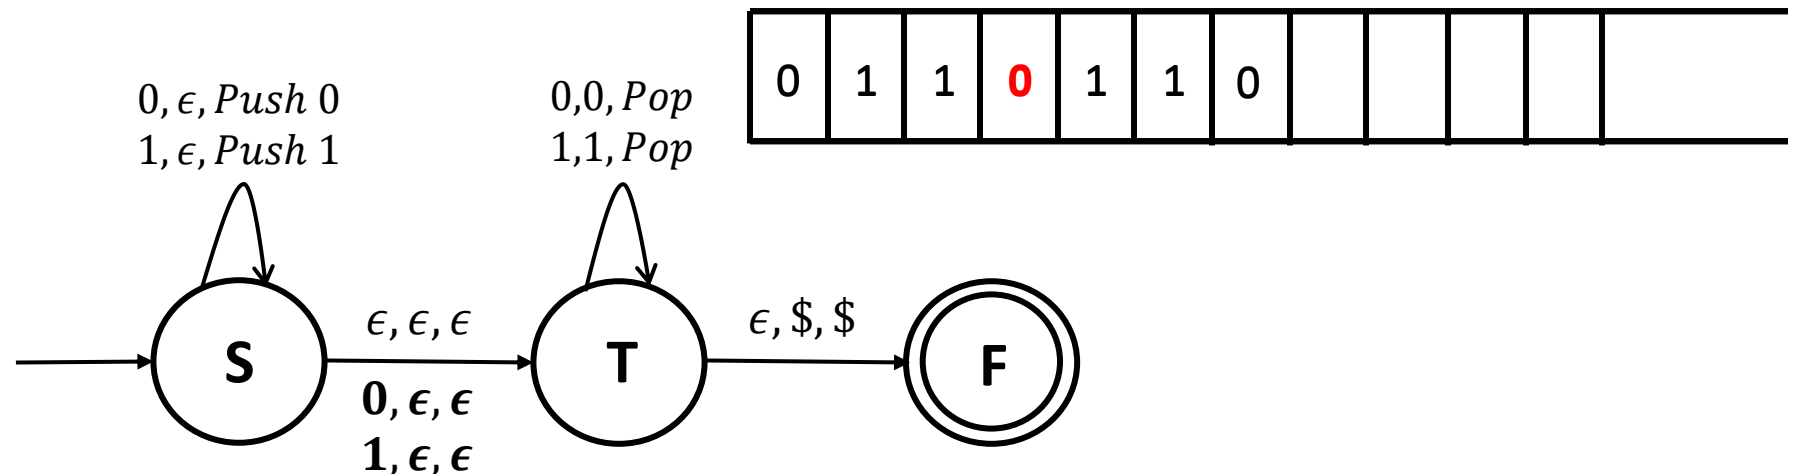 0 1 1 0 1 1 0
0, ϵ, Push 0
1, ϵ, Push 1
0,0, Pop
1,1, Pop
S
ϵ, ϵ, ϵ
0, ϵ, ϵ
1, ϵ, ϵ
T
ϵ, $, $
F